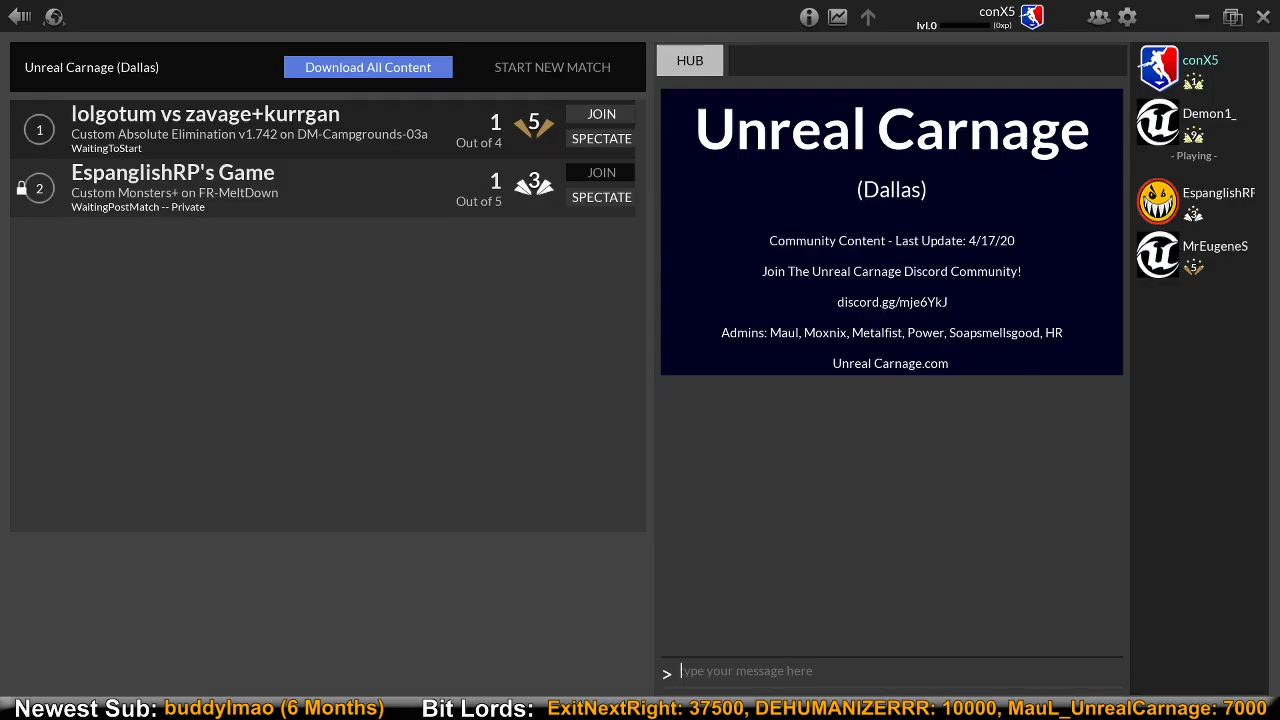 conX5
lvl.0 (0xp)
Unreal Carnage (Dallas)
Download All Content
START NEW MATCH
1
lolgotum vs zavage+kurrgan
Custom Absolute Elimination v1.742 on DM-Campgrounds-03a
WaitingToStart
1
Out of 4
5
JOIN
SPECTATE
2
EspanglishRP's Game
Custom Monsters+ on FR-MeltDown
WaitingPostMatch -- Private
1
Out of 5
3
JOIN
SPECTATE
HUB
Unreal Carnage
(Dallas)
Community Content - Last Update: 4/17/20
Join The Unreal Carnage Discord Community!
discord.gg/mje6YkJ
Admins: Maul, Moxnix, Metalfist, Power, Soapsmellsgood, HR
Unreal Carnage.com
> Type your message here
conX5
1
Demon1_
- Playing -
EspanglishRP
3
MrEugeneS
5
Newest Sub: buddylmao (6 Months) Bit Lords: ExitNextRight: 37500, DEHUMANIZERRR: 10000, MauL_UnrealCarnage: 7000